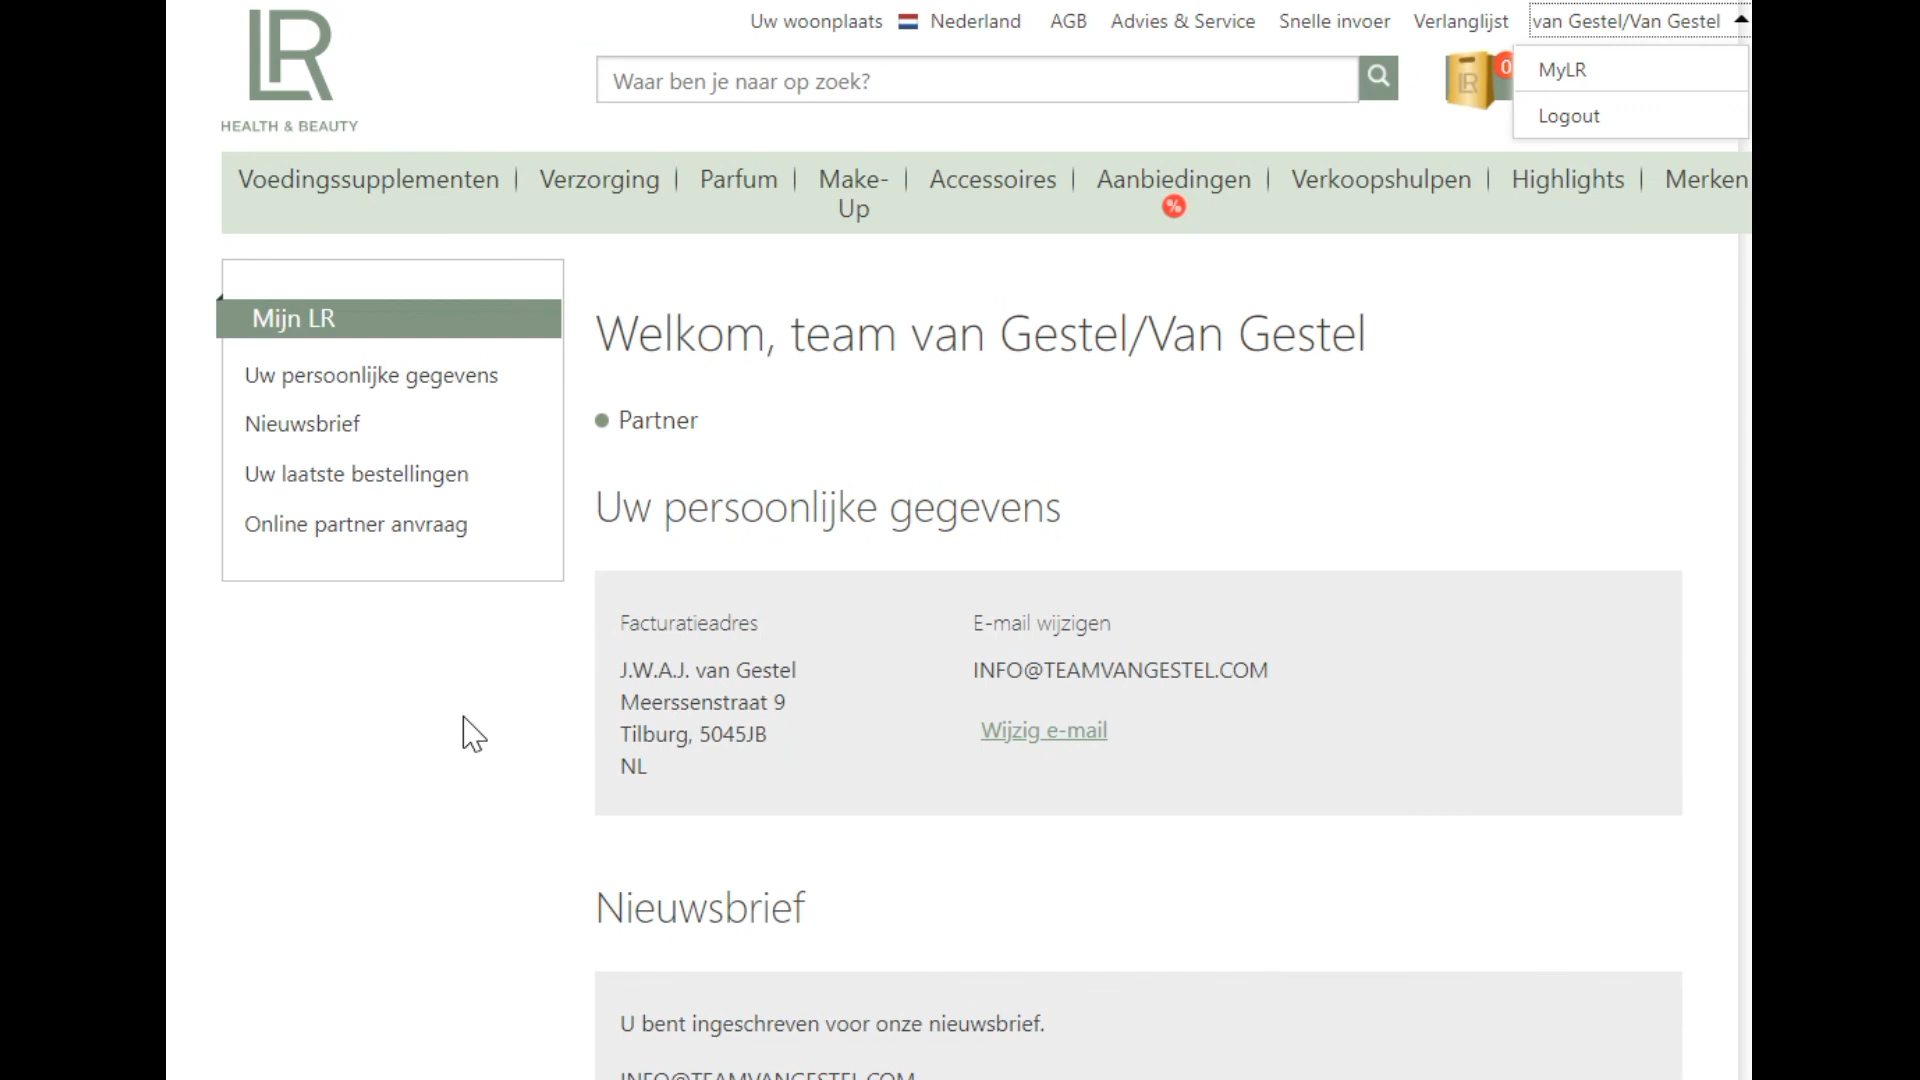 LR
HEALTH & BEAUTY
Uw woonplaats Nederland AGB Advies & Service Snelle invoer Verlanglijst van Gestel/Van Gestel
Waar ben je naar op zoek?
LR
0
MyLR
Logout
Voedingssupplementen | Verzorging | Parfum | Make-Up | Accessoires | Aanbiedingen % | Verkoopshulpen | Highlights | Merken
Mijn LR
Uw persoonlijke gegevens
Nieuwsbrief
Uw laatste bestellingen
Online partner anvraag
Welkom, team van Gestel/Van Gestel
Partner
Uw persoonlijke gegevens
Facturatieadres
J.W.A.J. van Gestel
Meerssenstraat 9
Tilburg, 5045JB
NL
E-mail wijzigen
INFO@TEAMVANGESTEL.COM
Wijzig e-mail
Nieuwsbrief
U bent ingeschreven voor onze nieuwsbrief.
INFO@TEAMVANGESTEL.COM